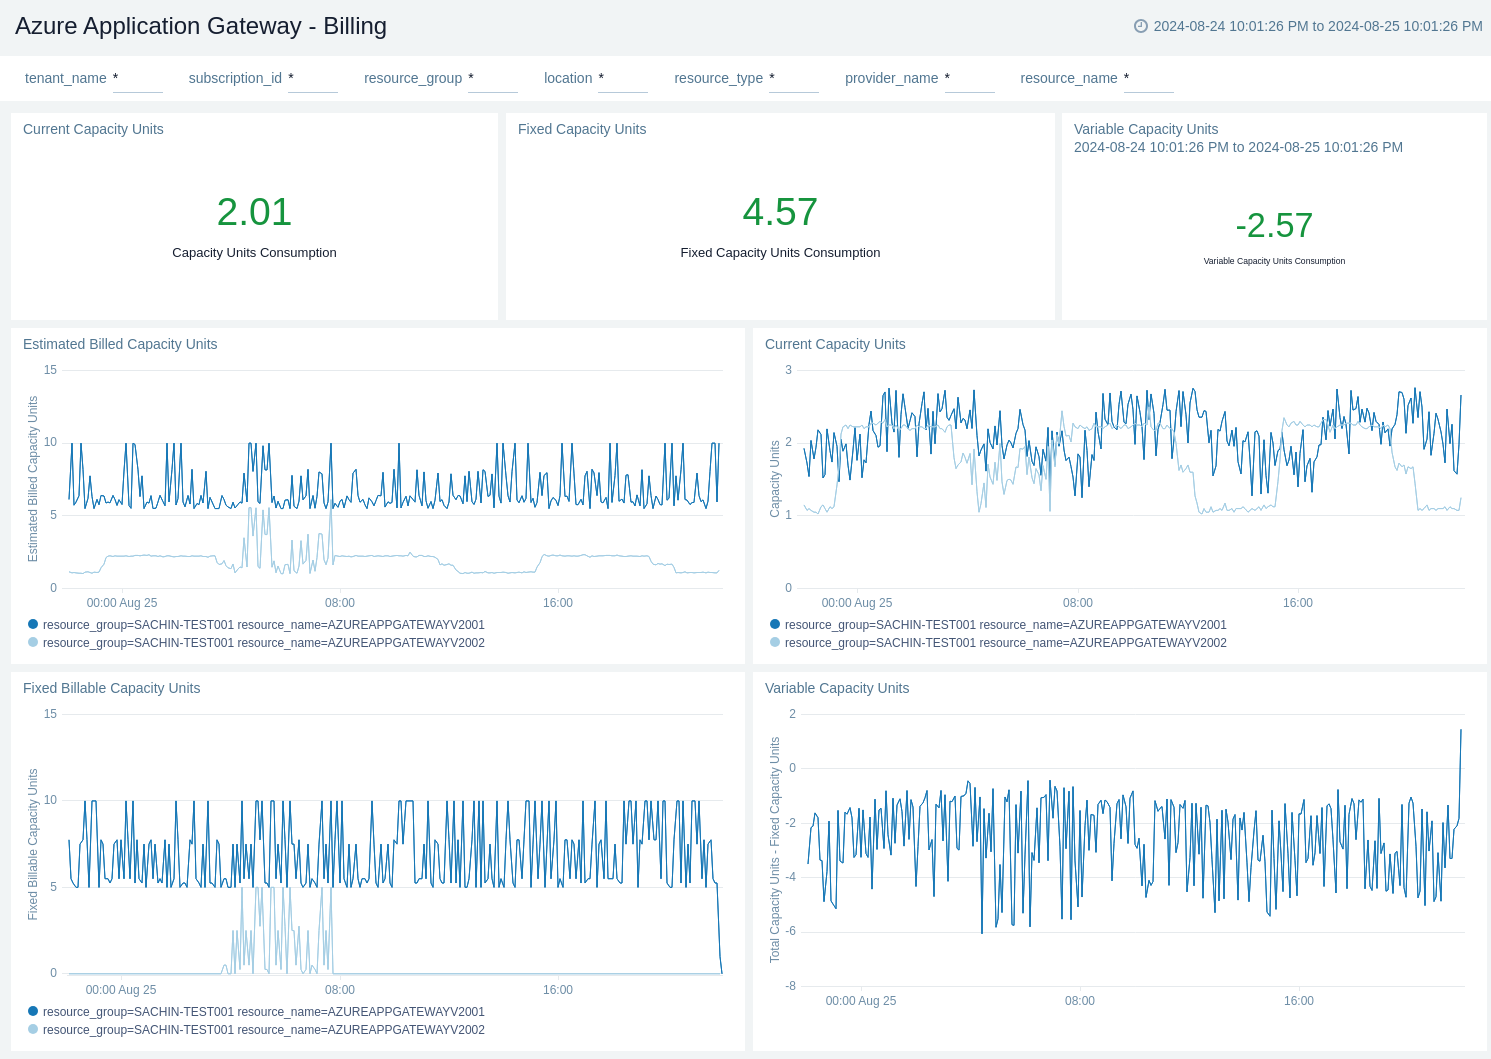 Azure Application Gateway - Billing
2024-08-24 10:01:26 PM to 2024-08-25 10:01:26 PM
tenant_name * subscription_id * resource_group * location * resource_type * provider_name * resource_name *
Current Capacity Units
2.01
Capacity Units Consumption
Fixed Capacity Units
4.57
Fixed Capacity Units Consumption
Variable Capacity Units
2024-08-24 10:01:26 PM to 2024-08-25 10:01:26 PM
-2.57
Variable Capacity Units Consumption
Estimated Billed Capacity Units
Estimated Billed Capacity Units
15
10
5
0
00:00 Aug 25 08:00 16:00
resource_group=SACHIN-TEST001 resource_name=AZUREAPPGATEWAYV2001
resource_group=SACHIN-TEST001 resource_name=AZUREAPPGATEWAYV2002
Current Capacity Units
Capacity Units
3
2
1
0
00:00 Aug 25 08:00 16:00
resource_group=SACHIN-TEST001 resource_name=AZUREAPPGATEWAYV2001
resource_group=SACHIN-TEST001 resource_name=AZUREAPPGATEWAYV2002
Fixed Billable Capacity Units
Fixed Billable Capacity Units
15
10
5
0
00:00 Aug 25 08:00 16:00
resource_group=SACHIN-TEST001 resource_name=AZUREAPPGATEWAYV2001
resource_group=SACHIN-TEST001 resource_name=AZUREAPPGATEWAYV2002
Variable Capacity Units
Total Capacity Units - Fixed Capacity Units
2
0
-2
-4
-6
-8
00:00 Aug 25 08:00 16:00